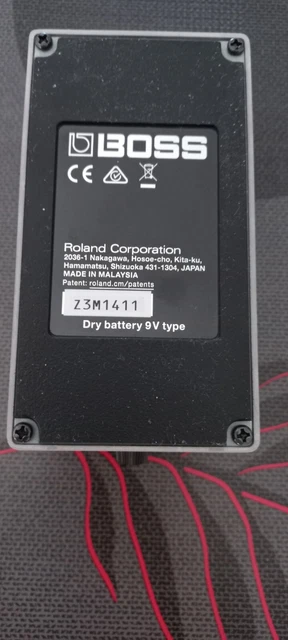 BOSS
CE
Roland Corporation
2036-1 Nakagawa, Hosoe-cho, Kita-ku,
Hamamatsu, Shizuoka 431-1304, JAPAN
MADE IN MALAYSIA
Patent: roland.cm/patents
Z3M1411
Dry battery 9V type